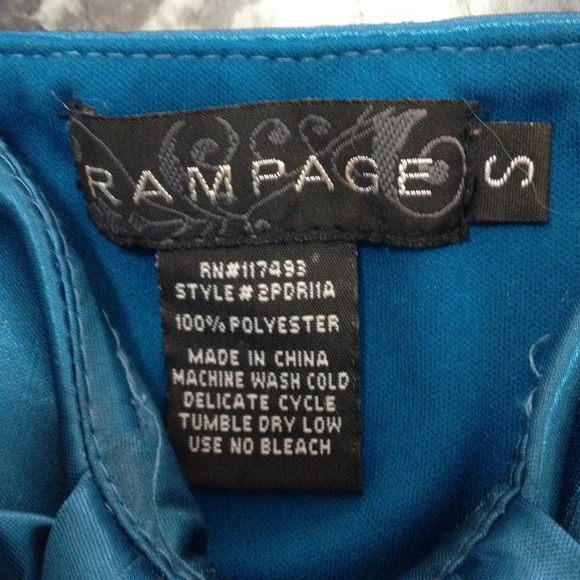 RAMPAGE
S
RN#117493
STYLE#2PDR11A
100% POLYESTER
MADE IN CHINA
MACHINE WASH COLD
DELICATE CYCLE
TUMBLE DRY LOW
USE NO BLEACH